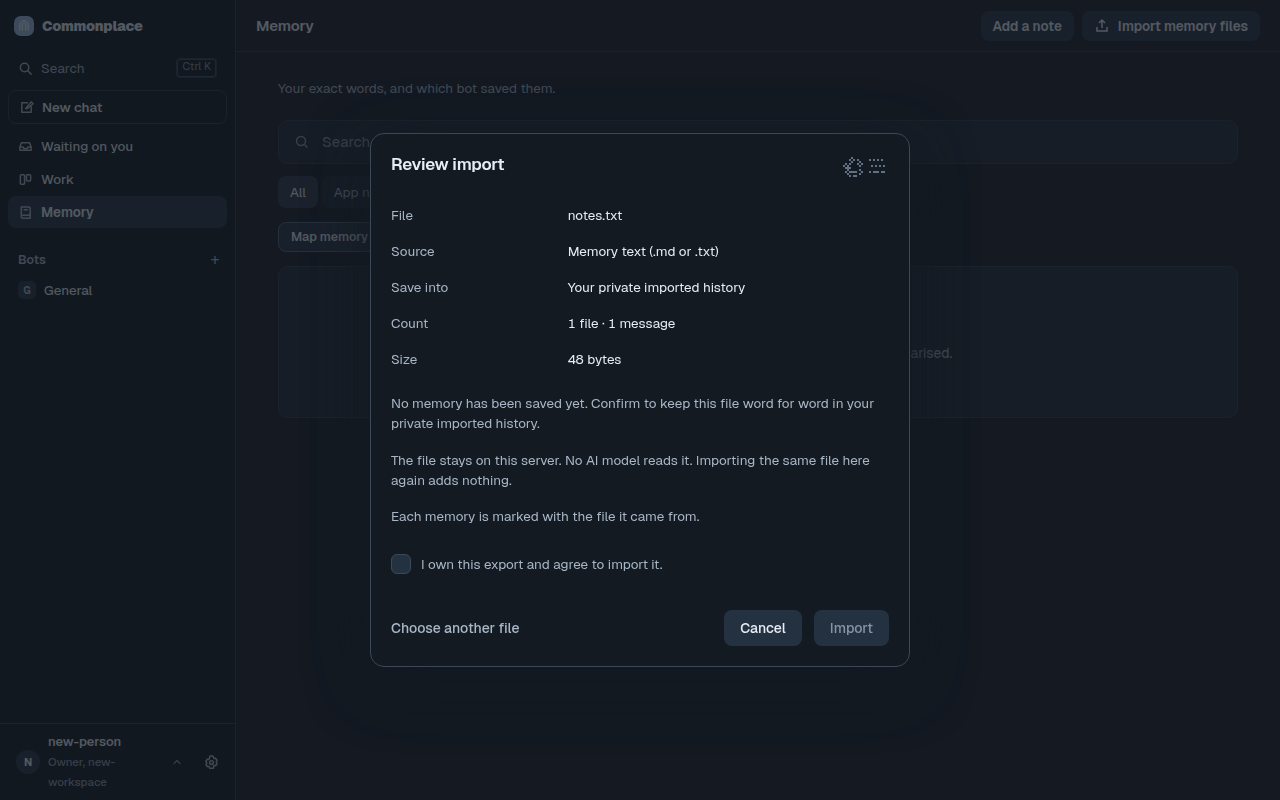 Commonplace
Memory
Add a note
Import memory files
Search
Ctrl K
New chat
Waiting on you
Work
Memory
Bots
+
G
General
Your exact words, and which bot saved them.
Search
All
App n
Map memory
arised.
Review import
File
notes.txt
Source
Memory text (.md or .txt)
Save into
Your private imported history
Count
1 file · 1 message
Size
48 bytes
No memory has been saved yet. Confirm to keep this file word for word in your
private imported history.
The file stays on this server. No AI model reads it. Importing the same file here
again adds nothing.
Each memory is marked with the file it came from.
I own this export and agree to import it.
Choose another file
Cancel
Import
N
new-person
Owner, new-
workspace